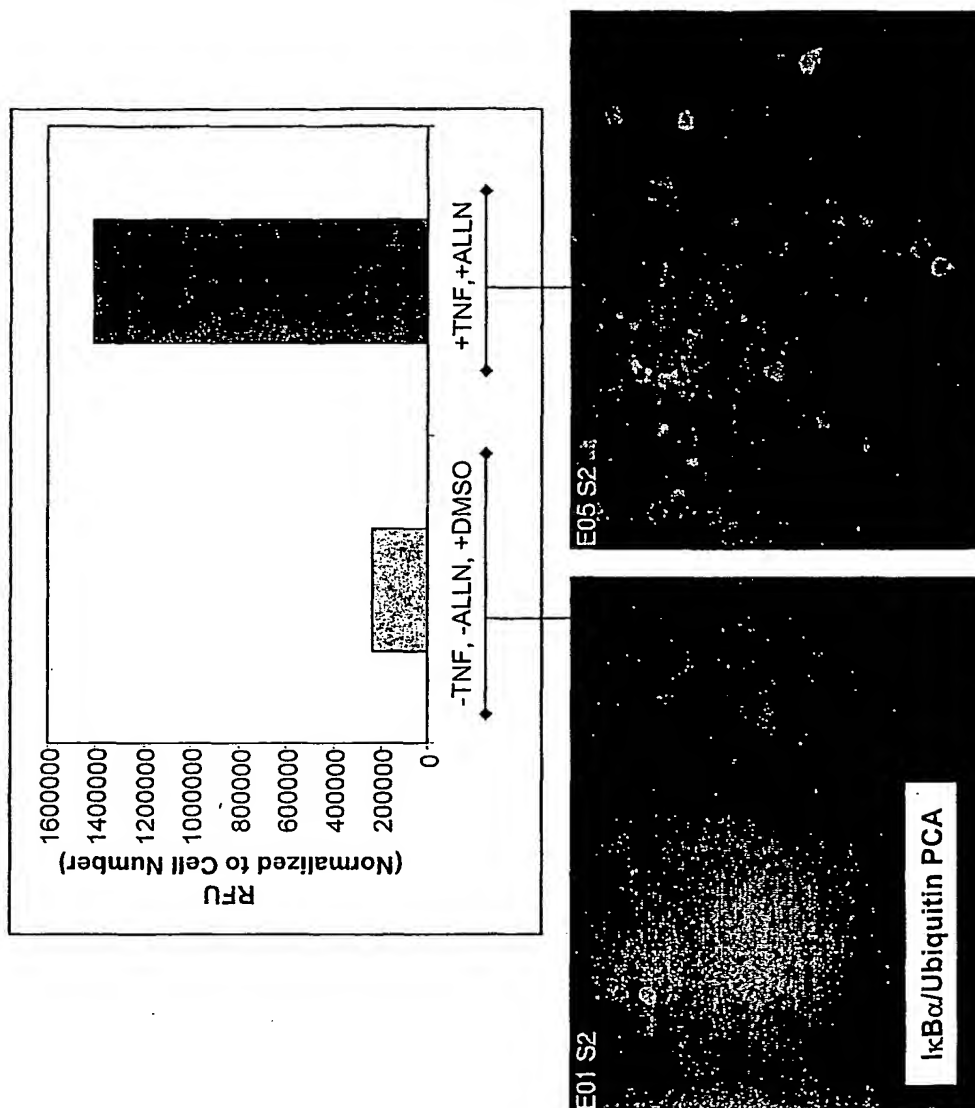 RFU
(Normalized to Cell Number)
1600000
1400000
1200000
1000000
800000
600000
400000
200000
0
-TNF, -ALLN, +DMSO
+TNF,+ALLN
E01 S2
E05 S2
IκBα/Ubiquitin PCA